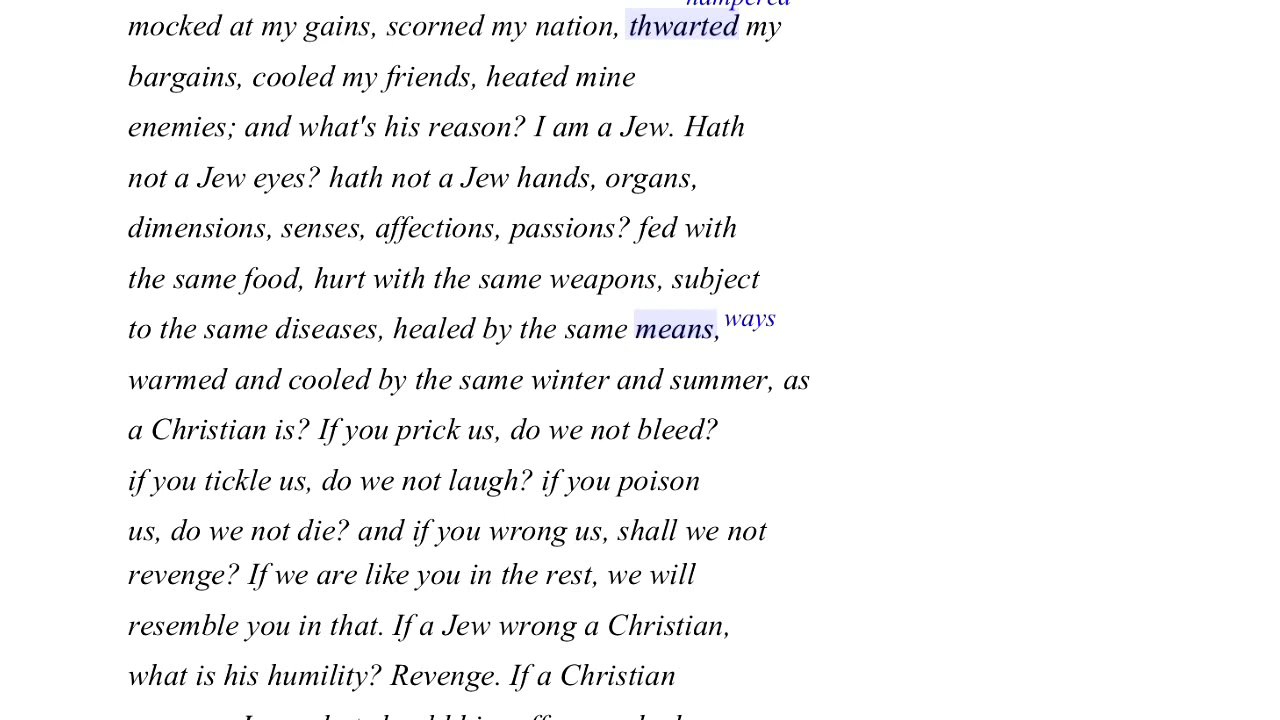 mocked at my gains, scorned my nation, thwarted my
bargains, cooled my friends, heated mine
enemies; and what's his reason? I am a Jew. Hath
not a Jew eyes? hath not a Jew hands, organs,
dimensions, senses, affections, passions? fed with
the same food, hurt with the same weapons, subject
to the same diseases, healed by the same means, ways
warmed and cooled by the same winter and summer, as
a Christian is? If you prick us, do we not bleed?
if you tickle us, do we not laugh? if you poison
us, do we not die? and if you wrong us, shall we not
revenge? If we are like you in the rest, we will
resemble you in that. If a Jew wrong a Christian,
what is his humility? Revenge. If a Christian